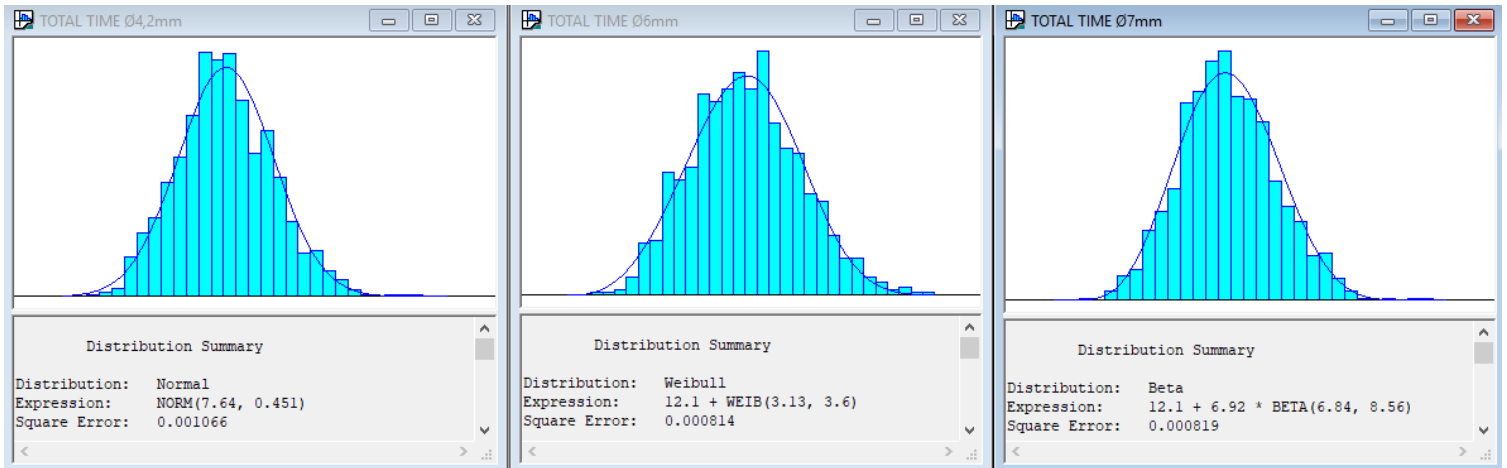 TOTAL TIME Ø4,2mm
Distribution Summary
Distribution: Normal
Expression: NORM(7.64, 0.451)
Square Error: 0.001066
TOTAL TIME Ø6mm
Distribution Summary
Distribution: Weibull
Expression: 12.1 + WEIB(3.13, 3.6)
Square Error: 0.000814
TOTAL TIME Ø7mm
Distribution Summary
Distribution: Beta
Expression: 12.1 + 6.92 * BETA(6.84, 8.56)
Square Error: 0.000819